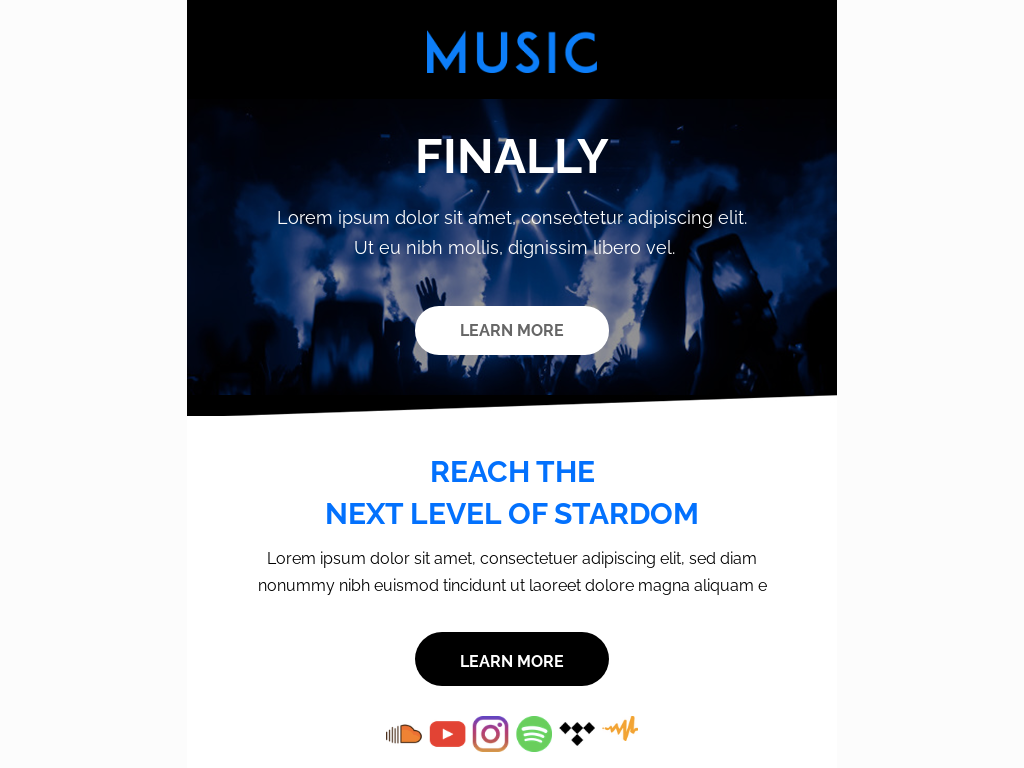 MUSIC
FINALLY
Lorem ipsum dolor sit amet, consectetur adipiscing elit.
Ut eu nibh mollis, dignissim libero vel.
LEARN MORE
REACH THE
NEXT LEVEL OF STARDOM
Lorem ipsum dolor sit amet, consectetuer adipiscing elit, sed diam
nonummy nibh euismod tincidunt ut laoreet dolore magna aliquam e
LEARN MORE